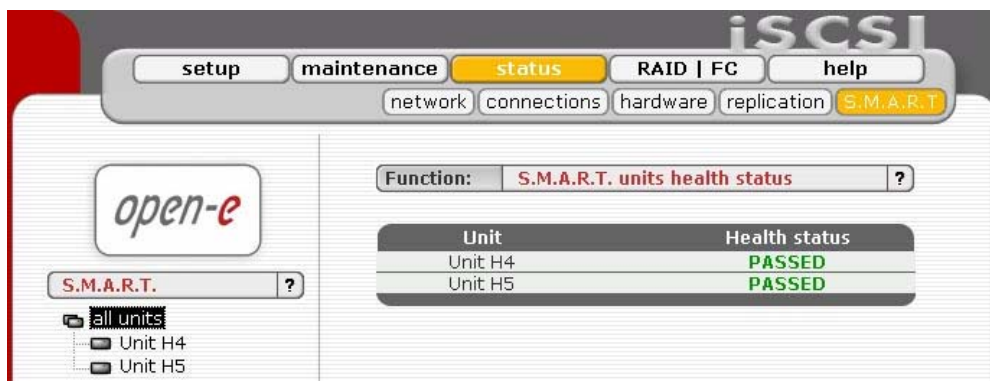 iSCSI
setup maintenance status RAID | FC help
network connections hardware replication S.M.A.R.T
open-e
S.M.A.R.T. ?
all units
Unit H4
Unit H5
Function: S.M.A.R.T. units health status ?
Unit Health status
Unit H4 PASSED
Unit H5 PASSED